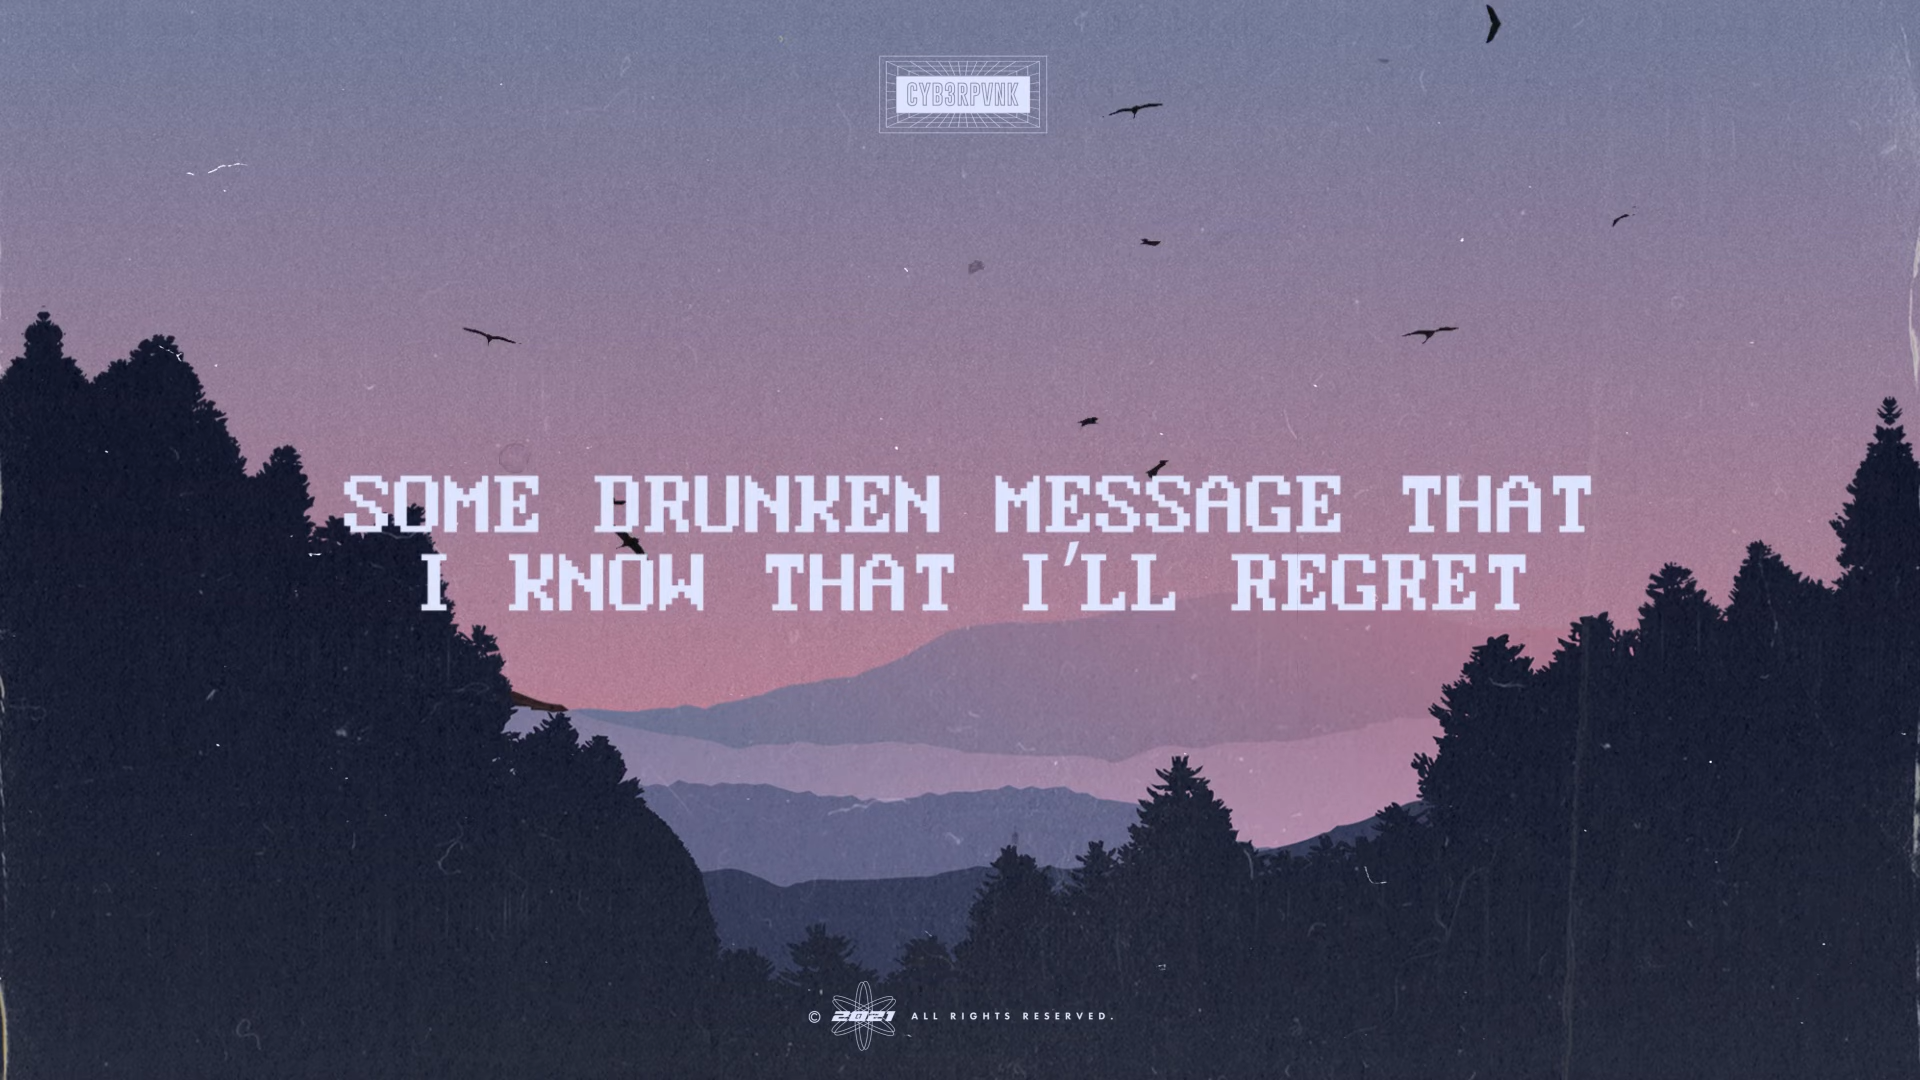 CYB3RPVNK
SOME DRUNKEN MESSAGE THAT
I KNOW THAT I'LL REGRET
© 2021 ALL RIGHTS RESERVED.